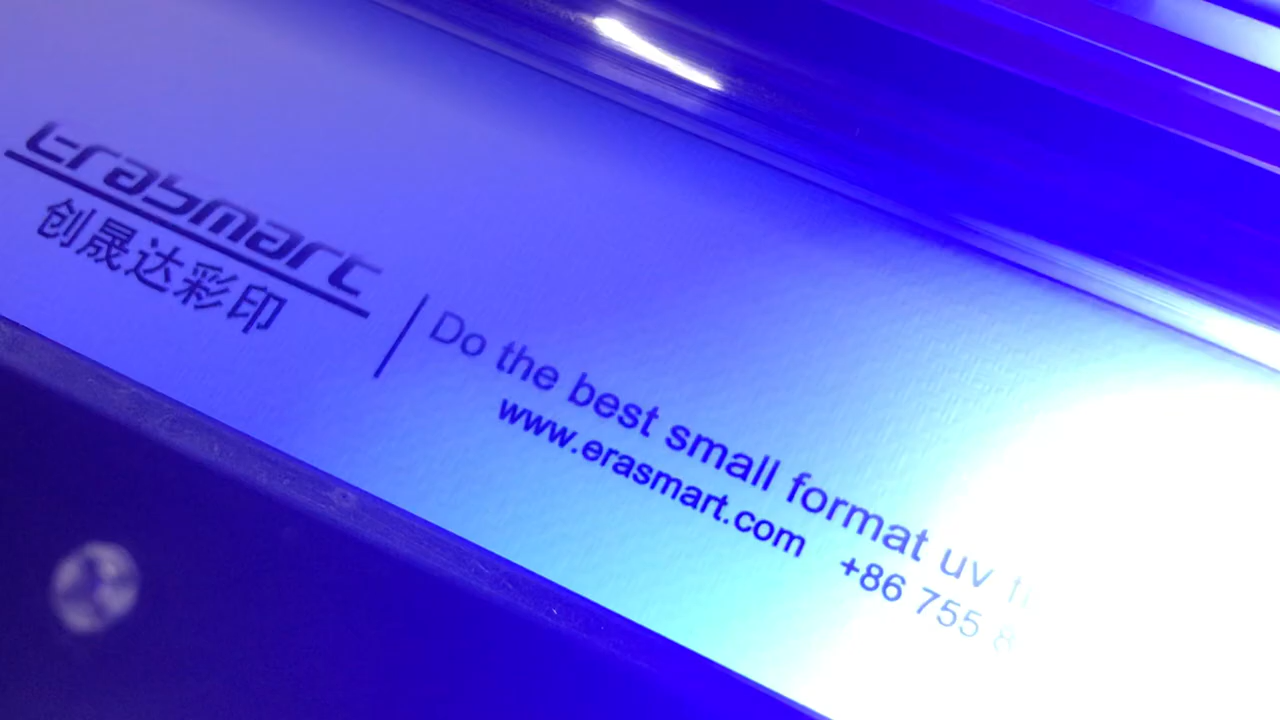 erasmart
创晟达彩印
Do the best small format uv
www.erasmart.com +86 755